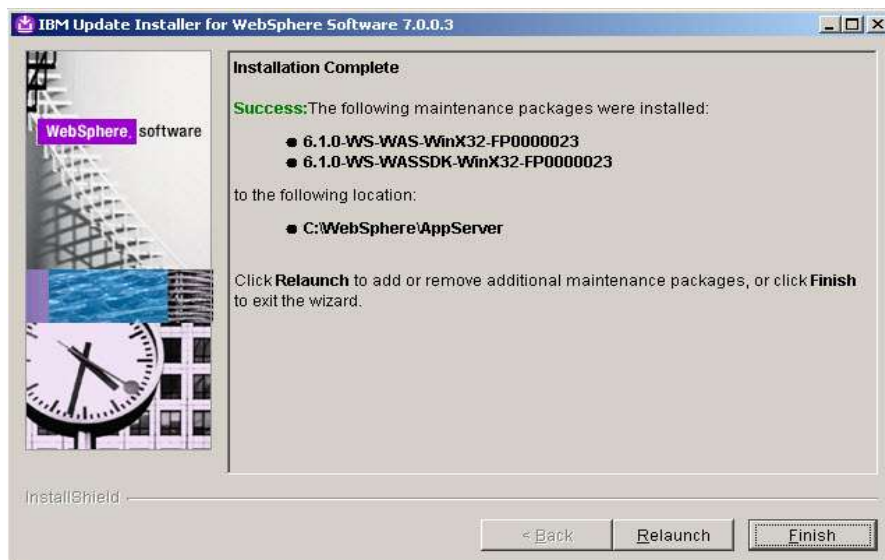 IBM Update Installer for WebSphere Software 7.0.0.3
WebSphere. software
Installation Complete
Success:The following maintenance packages were installed:
● 6.1.0-WS-WAS-WinX32-FP0000023
● 6.1.0-WS-WASSDK-WinX32-FP0000023
to the following location:
● C:\WebSphere\AppServer
Click Relaunch to add or remove additional maintenance packages, or click Finish
to exit the wizard.
InstallShield
< Back Relaunch Finish